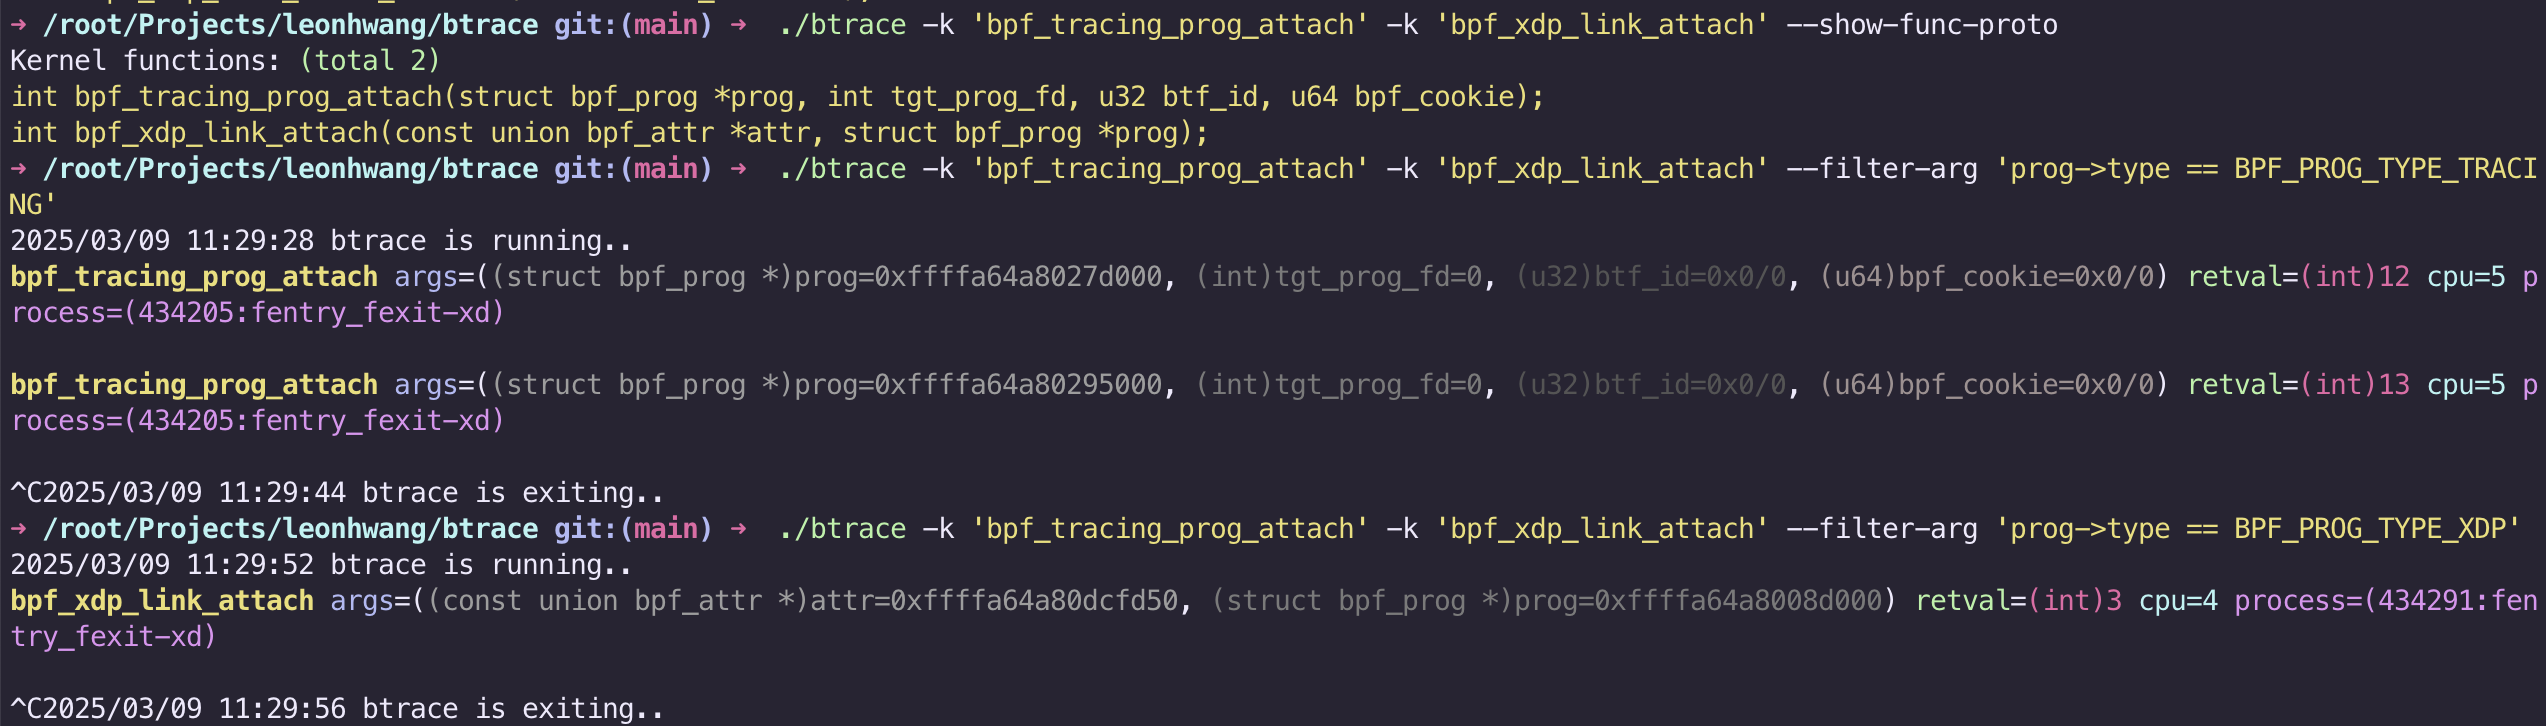 → /root/Projects/leonhwang/btrace git:(main) → ./btrace -k 'bpf_tracing_prog_attach' -k 'bpf_xdp_link_attach' --show-func-proto
Kernel functions: (total 2)
int bpf_tracing_prog_attach(struct bpf_prog *prog, int tgt_prog_fd, u32 btf_id, u64 bpf_cookie);
int bpf_xdp_link_attach(const union bpf_attr *attr, struct bpf_prog *prog);
→ /root/Projects/leonhwang/btrace git:(main) → ./btrace -k 'bpf_tracing_prog_attach' -k 'bpf_xdp_link_attach' --filter-arg 'prog->type == BPF_PROG_TYPE_TRACI
NG'
2025/03/09 11:29:28 btrace is running..
bpf_tracing_prog_attach args=((struct bpf_prog *)prog=0xffffa64a8027d000, (int)tgt_prog_fd=0, (u32)btf_id=0x0/0, (u64)bpf_cookie=0x0/0) retval=(int)12 cpu=5 p
rocess=(434205:fentry_fexit-xd)
bpf_tracing_prog_attach args=((struct bpf_prog *)prog=0xffffa64a80295000, (int)tgt_prog_fd=0, (u32)btf_id=0x0/0, (u64)bpf_cookie=0x0/0) retval=(int)13 cpu=5 p
rocess=(434205:fentry_fexit-xd)
^C2025/03/09 11:29:44 btrace is exiting..
→ /root/Projects/leonhwang/btrace git:(main) → ./btrace -k 'bpf_tracing_prog_attach' -k 'bpf_xdp_link_attach' --filter-arg 'prog->type == BPF_PROG_TYPE_XDP'
2025/03/09 11:29:52 btrace is running..
bpf_xdp_link_attach args=((const union bpf_attr *)attr=0xffffa64a80dcfd50, (struct bpf_prog *)prog=0xffffa64a8008d000) retval=(int)3 cpu=4 process=(434291:fen
try_fexit-xd)
^C2025/03/09 11:29:56 btrace is exiting..